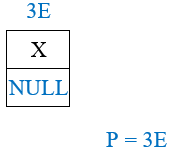 3E
X
NULL
P = 3E